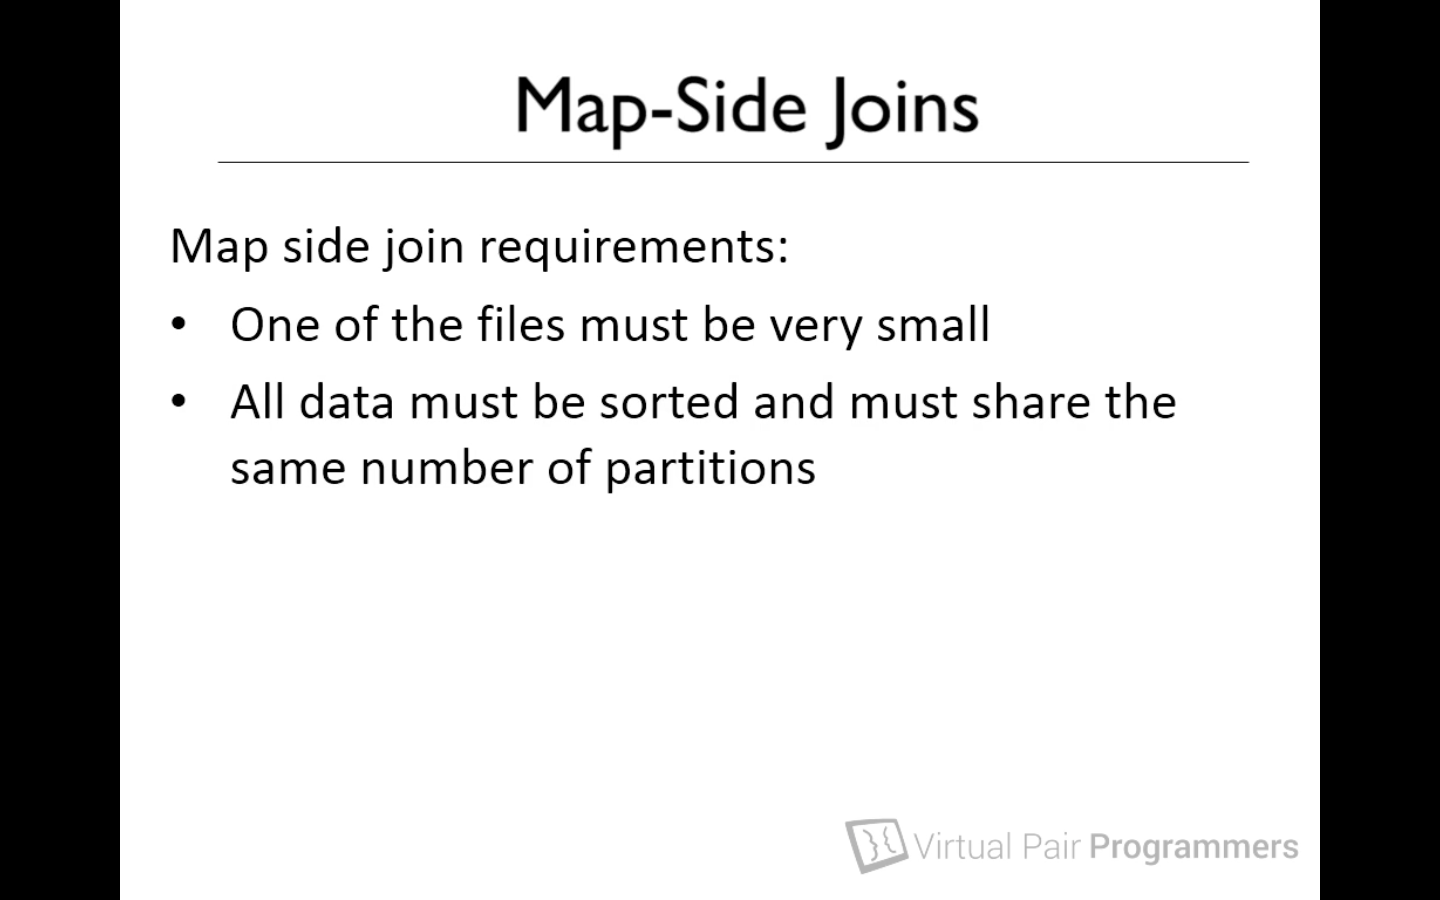 Map-Side Joins
Map side join requirements:
• One of the files must be very small
• All data must be sorted and must share the
same number of partitions
Virtual Pair Programmers